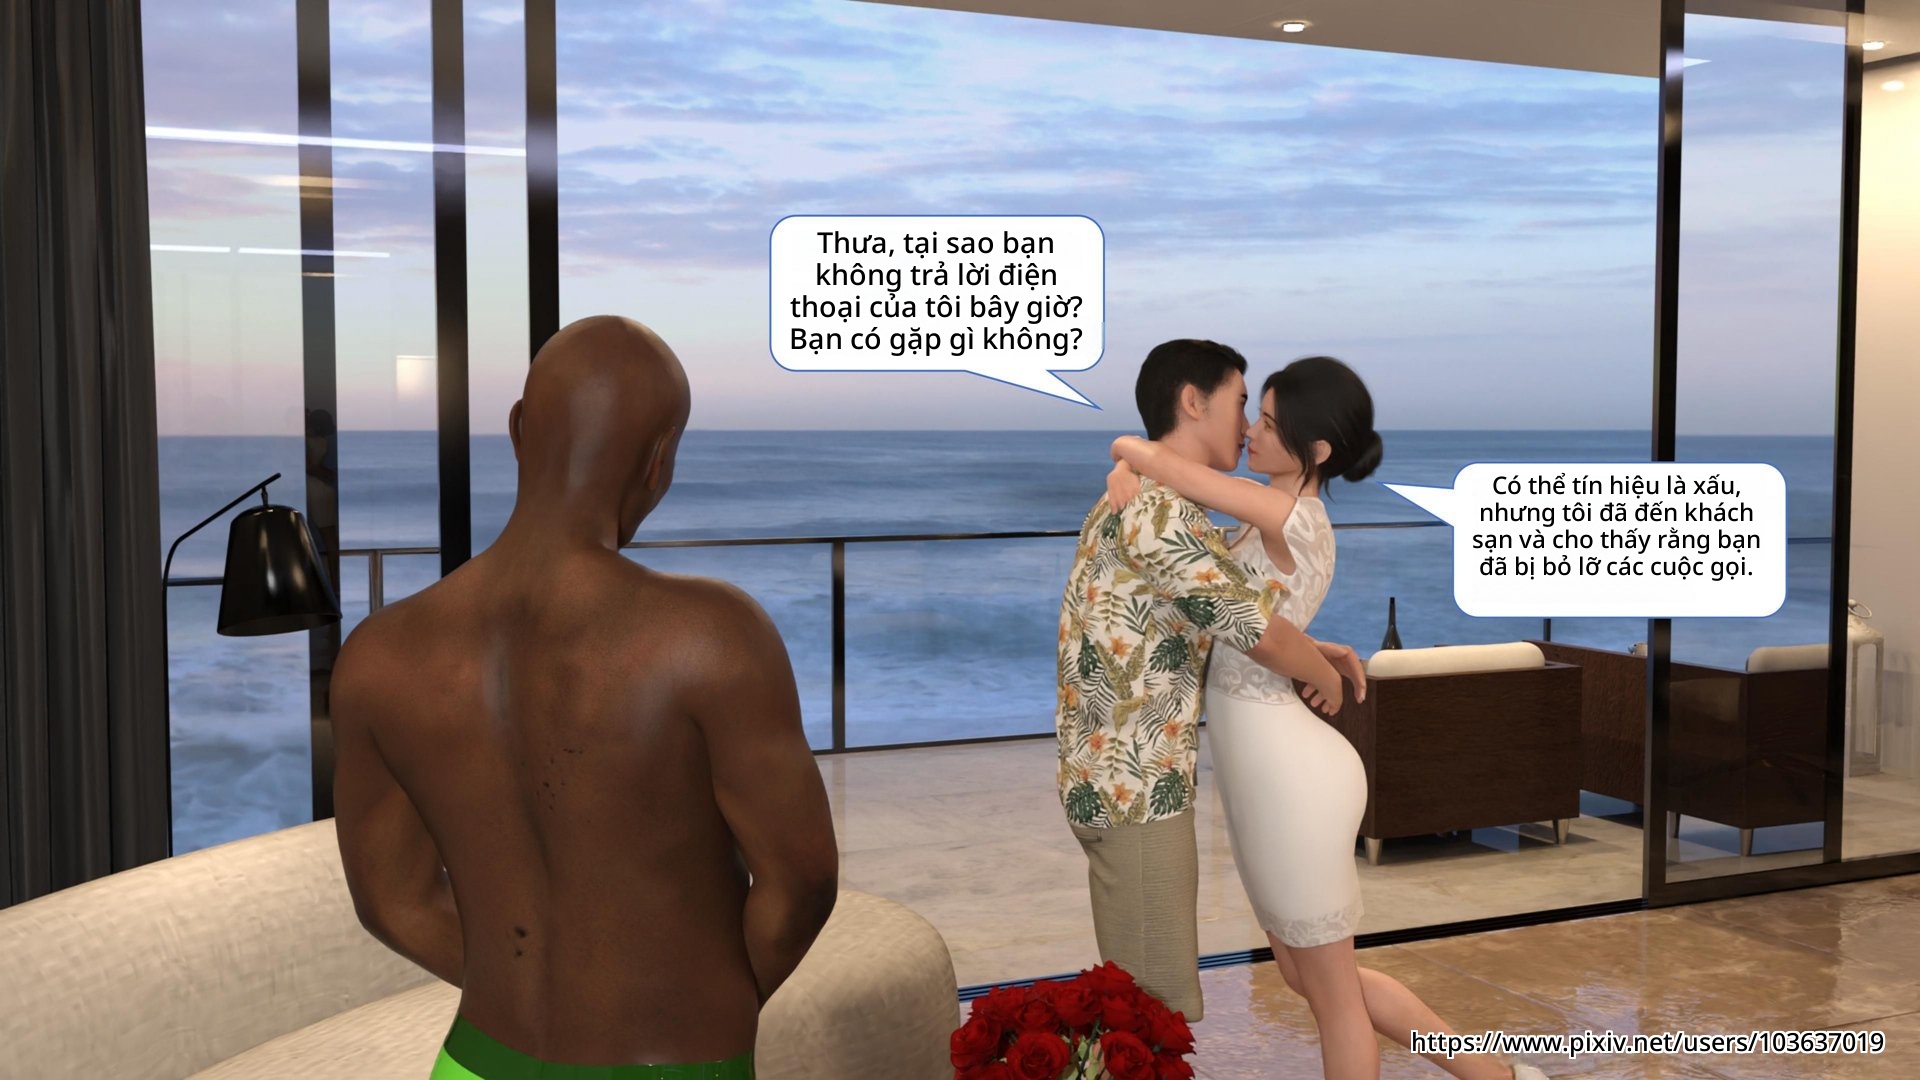 Thưa, tại sao bạn
không trả lời điện
thoại của tôi bây giờ?
Bạn có gặp gì không?
Có thể tín hiệu là xấu,
nhưng tôi đã đến khách
sạn và cho thấy rằng bạn
đã bị bỏ lỡ các cuộc gọi.
https://www.pixiv.net/users/103637019